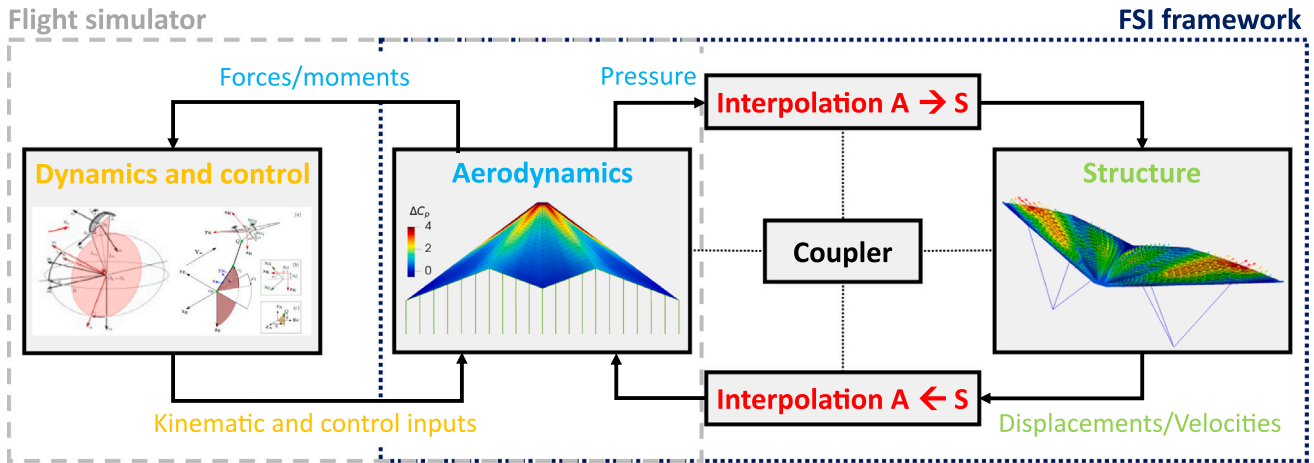 Flight simulator
FSI framework
Forces/moments
Pressure
Interpolation A → S
Dynamics and control
Aerodynamics
Structure
ΔCp
4
2
0
(a)
(b)
(c)
Coupler
Interpolation A ← S
Kinematic and control inputs
Displacements/Velocities